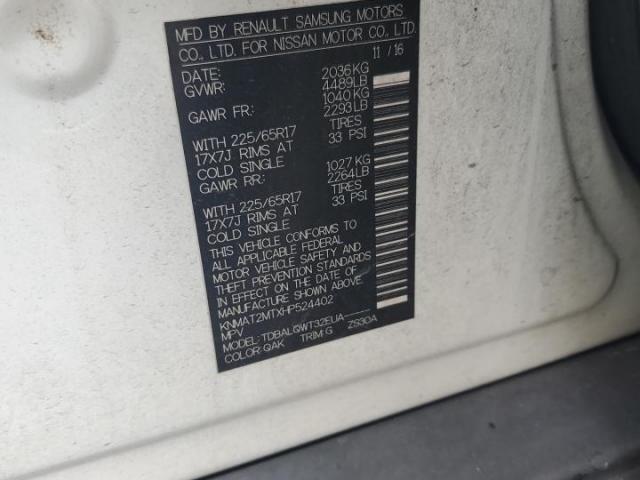 MFD BY RENAULT SAMSUNG MOTORS
CO., LTD. FOR NISSAN MOTOR CO., LTD.
DATE: 11 / 16
GVWR: 2036KG
4489LB
GAWR FR: 1040KG
2293LB
WITH 225/65R17 TIRES
17X7J RIMS AT 33 PSI
COLD SINGLE
GAWR RR: 1027KG
2264LB
WITH 225/65R17 TIRES
17X7J RIMS AT 33 PSI
COLD SINGLE
THIS VEHICLE CONFORMS TO
ALL APPLICABLE FEDERAL
MOTOR VEHICLE SAFETY AND
THEFT PREVENTION STANDARDS
IN EFFECT ON THE DATE OF
MANUFACTURE SHOWN ABOVE.
KNMAT2MTXHP524402
MPV
MODEL: TDBALQWT32EUA
COLOR: QAK TRIM: G ZS30A